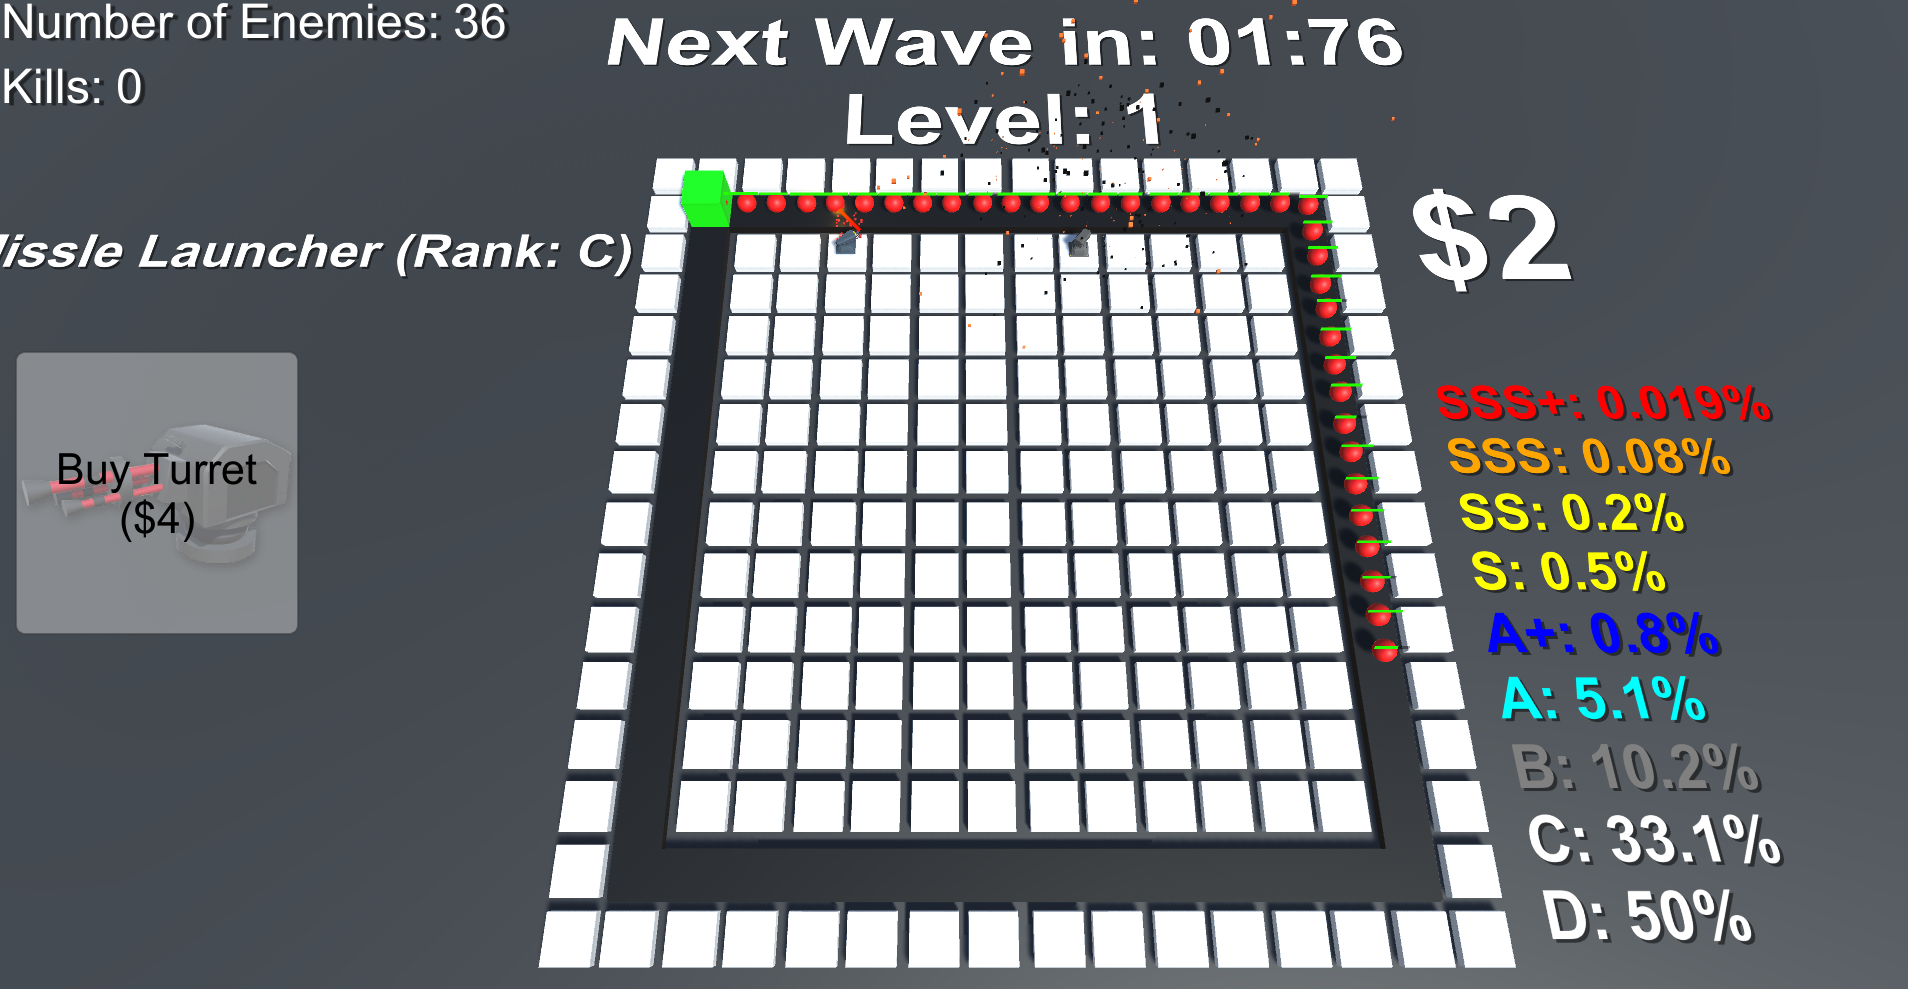 Number of Enemies: 36
Kills: 0
Next Wave in: 01:76
Level: 1
issle Launcher (Rank: C)
$2
Buy Turret
($4)
SSS+: 0.019%
SSS: 0.08%
SS: 0.2%
S: 0.5%
A+: 0.8%
A: 5.1%
B: 10.2%
C: 33.1%
D: 50%